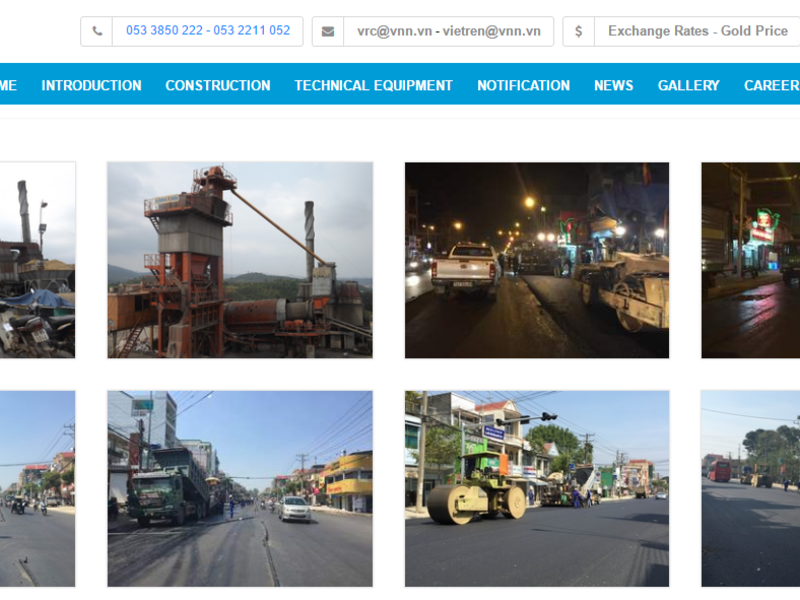 053 3850 222 - 053 2211 052
vrc@vnn.vn - vietren@vnn.vn
$ Exchange Rates - Gold Price
ME INTRODUCTION CONSTRUCTION TECHNICAL EQUIPMENT NOTIFICATION NEWS GALLERY CAREER